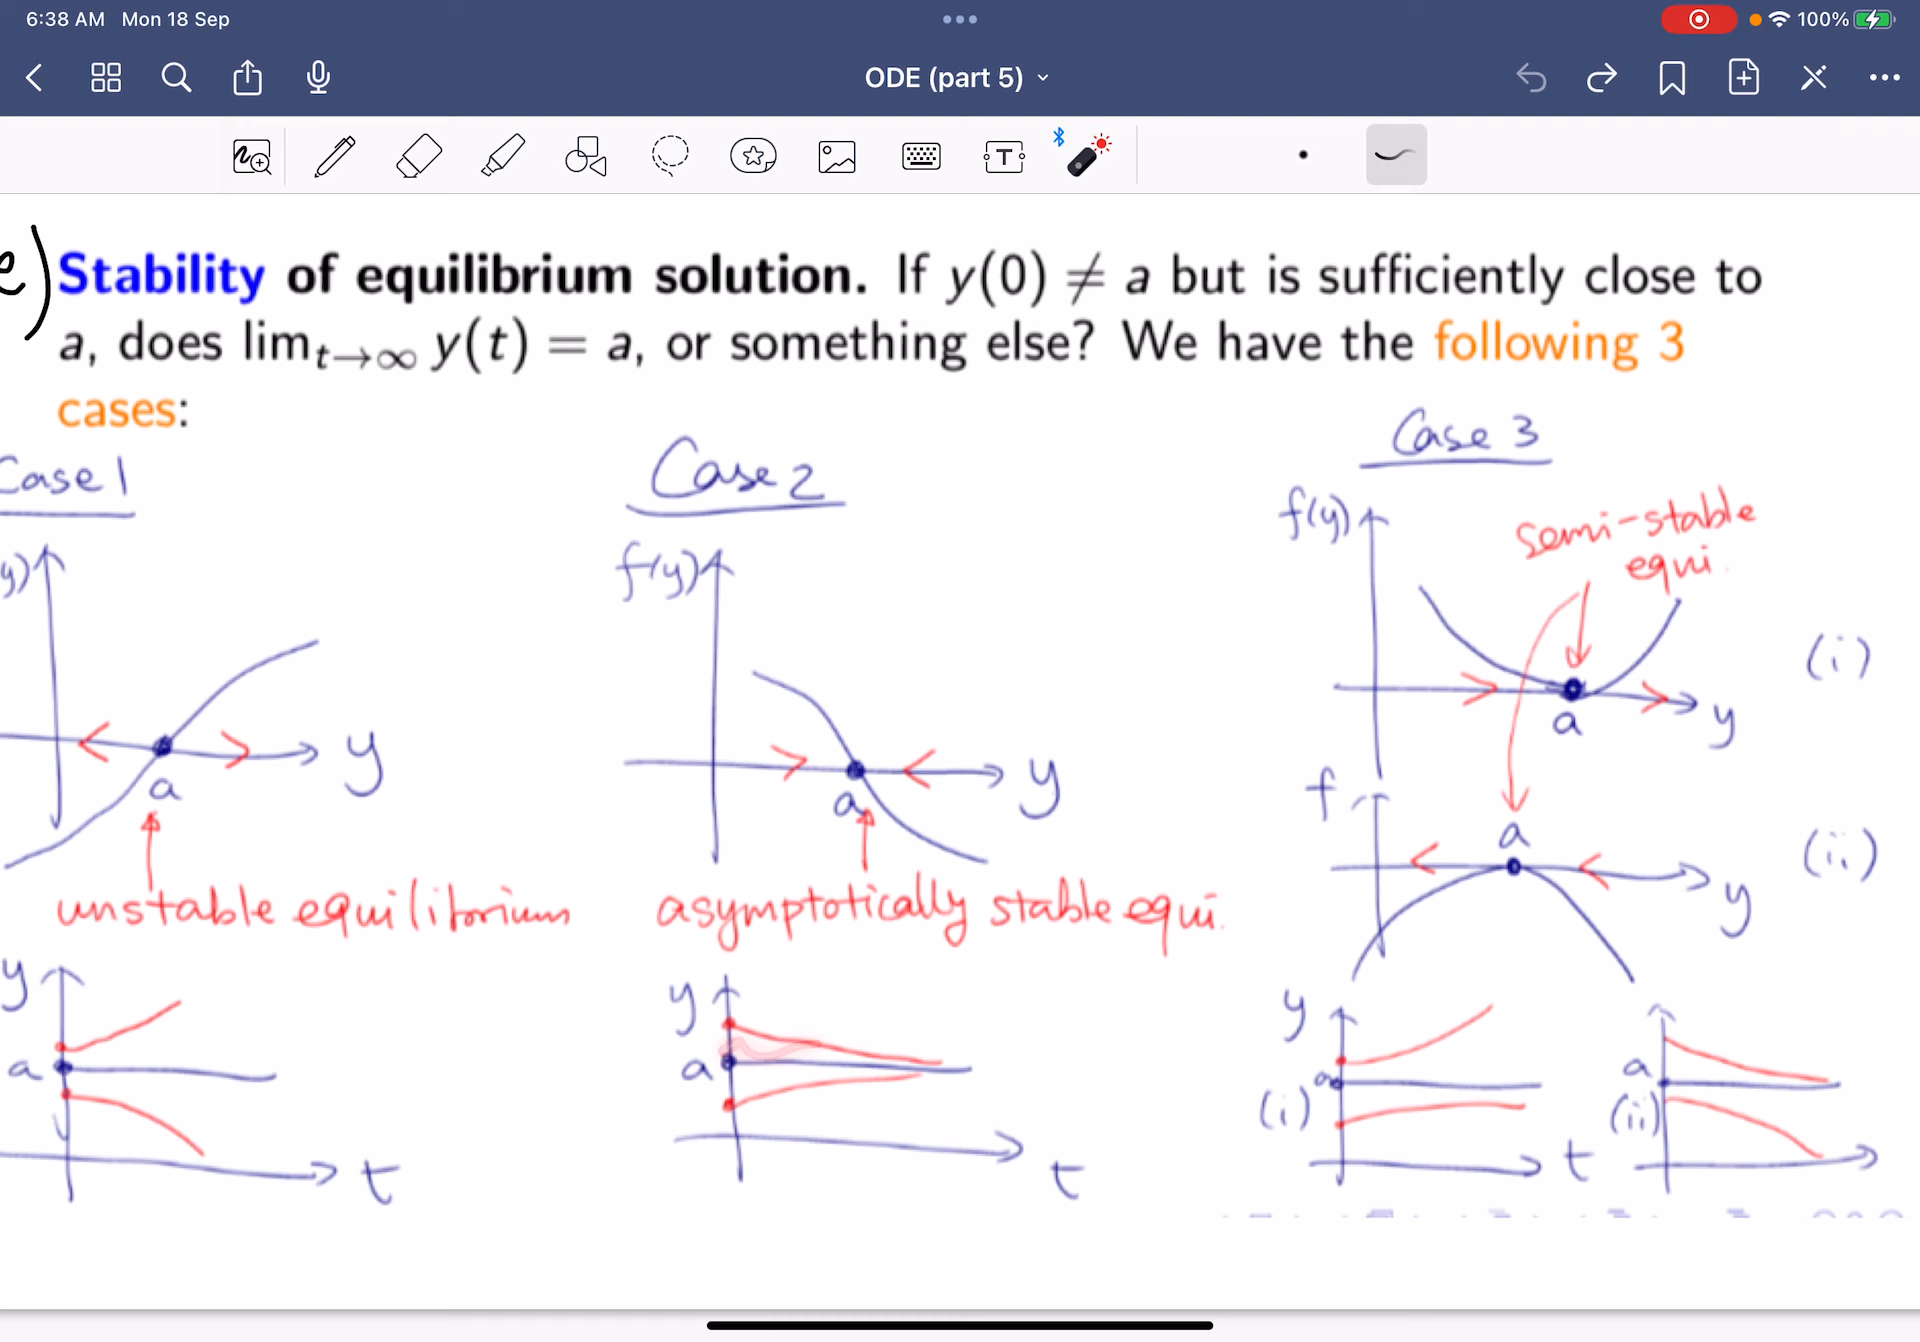 6:38 AM Mon 18 Sep
100%
ODE (part 5)
T
e) Stability of equilibrium solution. If y(0) ≠ a but is sufficiently close to
a, does lim_{t→∞} y(t) = a, or something else? We have the following 3
cases:
Case 1
y)
y
a
unstable equilibrium
y
a
t
Case 2
f(y)
y
a
asymptotically stable equi.
y
a
t
Case 3
f(y)
semi-stable
equi.
(i)
a
y
f
a
(ii)
y
y
a
(i)
t
a
(ii)